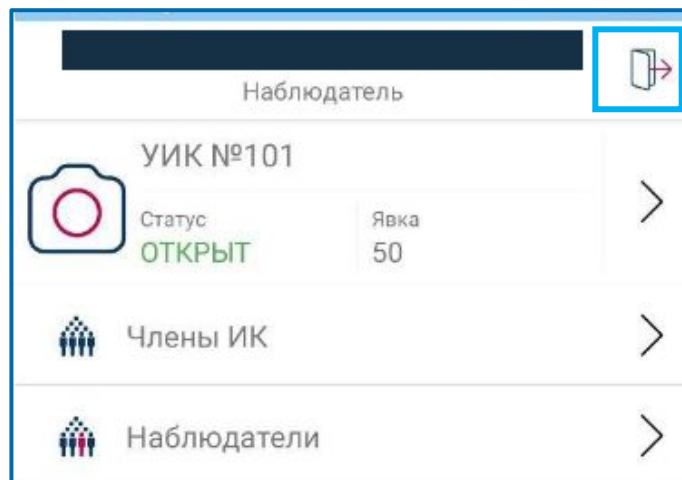 Наблюдатель
УИК №101
Статус
Явка
ОТКРЫТ
50
Члены ИК
Наблюдатели